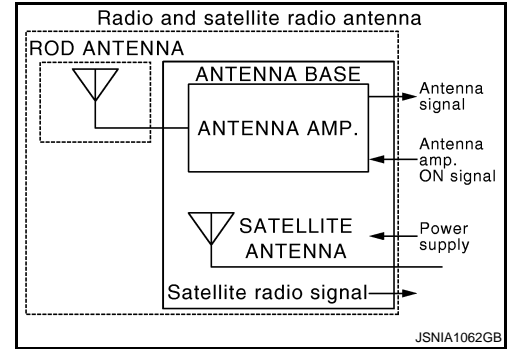 Radio and satellite radio antenna
ROD ANTENNA
ANTENNA BASE
ANTENNA AMP.
Antenna
signal
Antenna
amp.
ON signal
SATELLITE
ANTENNA
Power
supply
Satellite radio signal
JSNIA1062GB